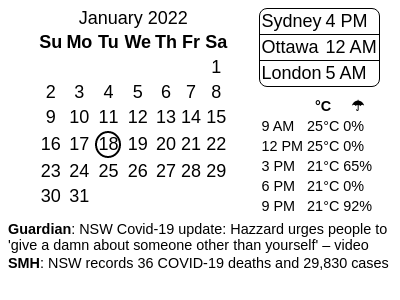 January 2022
Su Mo Tu We Th Fr Sa
1
2 3 4 5 6 7 8
9 10 11 12 13 14 15
16 17 18 19 20 21 22
23 24 25 26 27 28 29
30 31
Sydney 4 PM
Ottawa 12 AM
London 5 AM
°C ☂
9 AM 25°C 0%
12 PM 25°C 0%
3 PM 21°C 65%
6 PM 21°C 0%
9 PM 21°C 92%
Guardian: NSW Covid-19 update: Hazzard urges people to
'give a damn about someone other than yourself' – video
SMH: NSW records 36 COVID-19 deaths and 29,830 cases